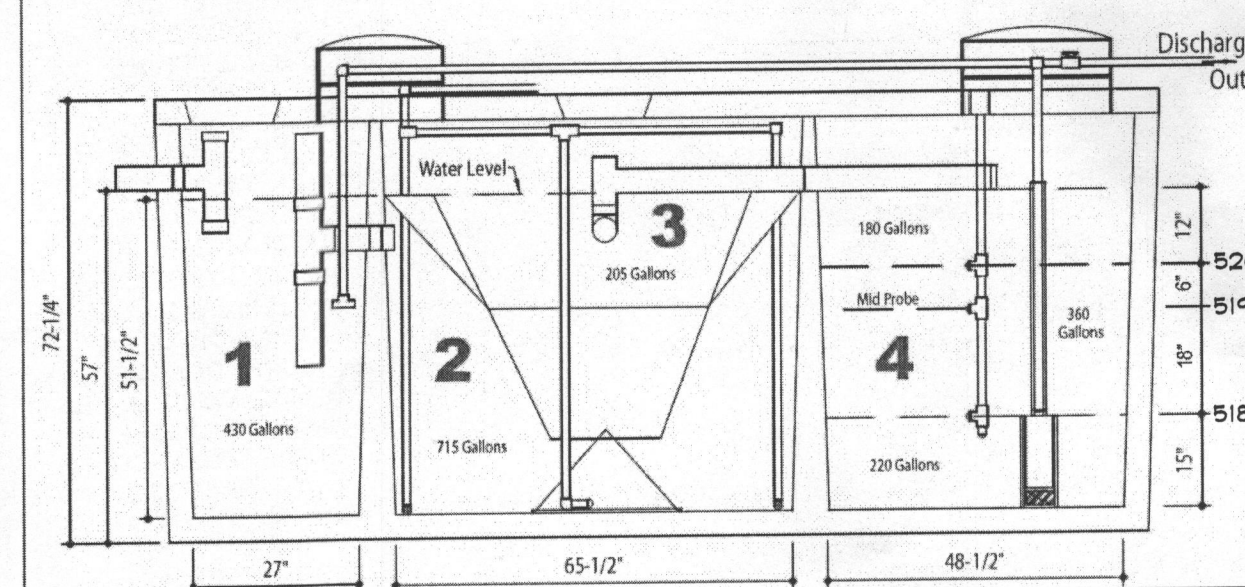 Discharg
Out
Water Level
3
180 Gallons
12"
205 Gallons
6"
Mid Probe
519
360
Gallons
72-1/4"
57"
51-1/2"
1
2
4
18"
518
430 Gallons
715 Gallons
220 Gallons
15"
27"
65-1/2"
48-1/2"